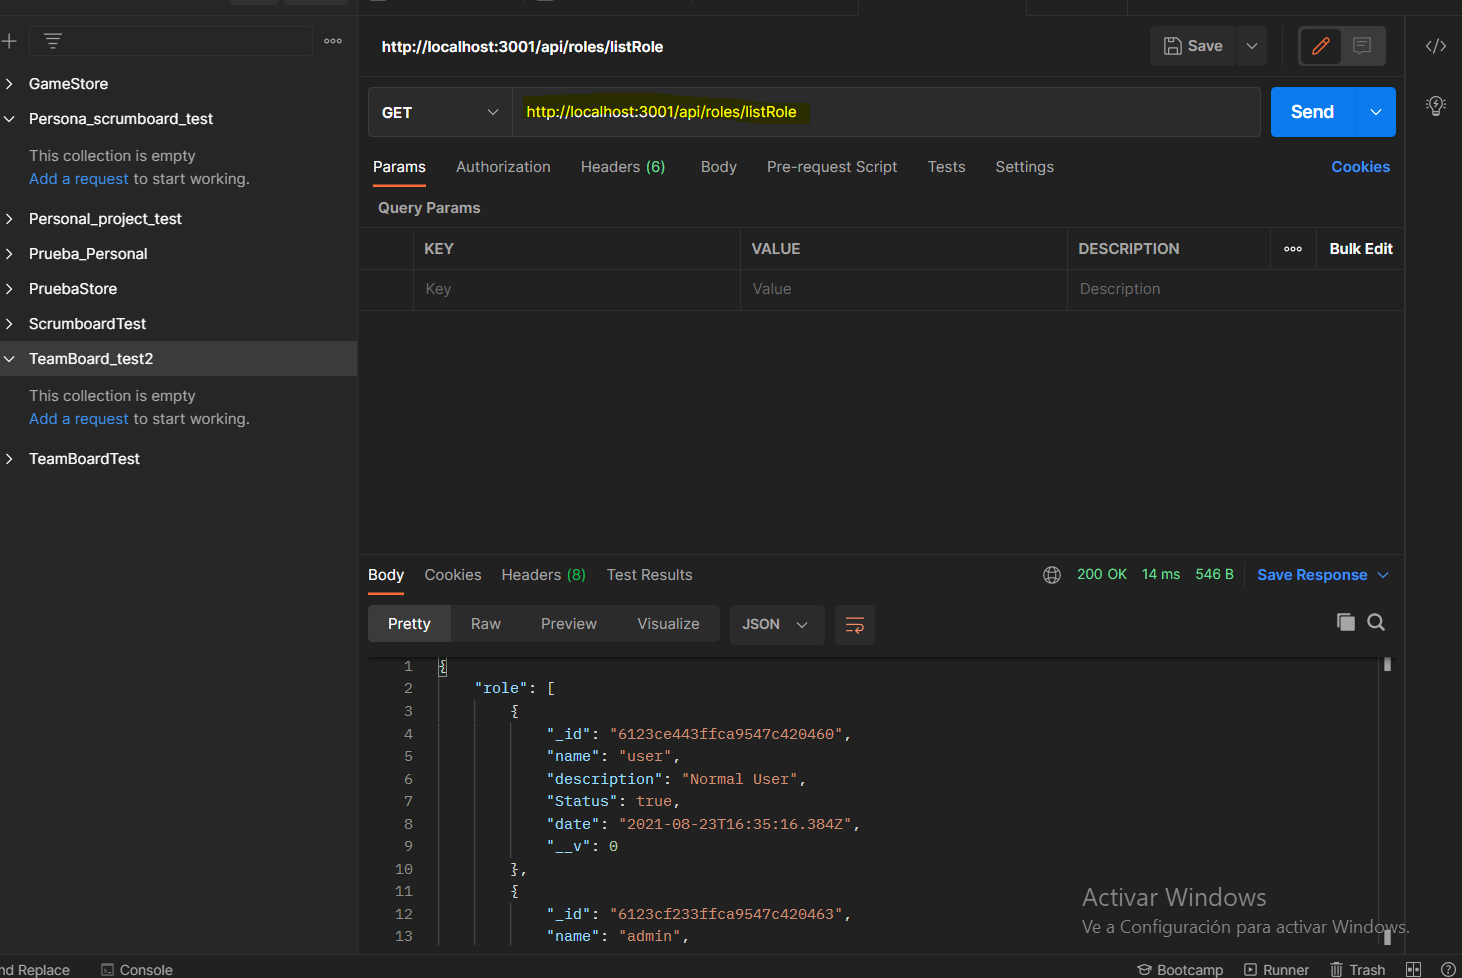 GameStore
Persona_scrumboard_test
This collection is empty
Add a request to start working.
Personal_project_test
Prueba_Personal
PruebaStore
ScrumboardTest
TeamBoard_test2
This collection is empty
Add a request to start working.
TeamBoardTest
http://localhost:3001/api/roles/listRole
Save
GET
http://localhost:3001/api/roles/listRole
Send
Params Authorization Headers (6) Body Pre-request Script Tests Settings Cookies
Query Params
KEY VALUE DESCRIPTION Bulk Edit
Key Value Description
Body Cookies Headers (8) Test Results 200 OK 14 ms 546 B Save Response
Pretty Raw Preview Visualize JSON
1 {
2 "role": [
3 {
4 "_id": "6123ce443ffca9547c420460",
5 "name": "user",
6 "description": "Normal User",
7 "Status": true,
8 "date": "2021-08-23T16:35:16.384Z",
9 "__v": 0
10 },
11 {
12 "_id": "6123cf233ffca9547c420463",
13 "name": "admin",
Activar Windows
Ve a Configuración para activar Windows.
nd Replace Console Bootcamp Runner Trash